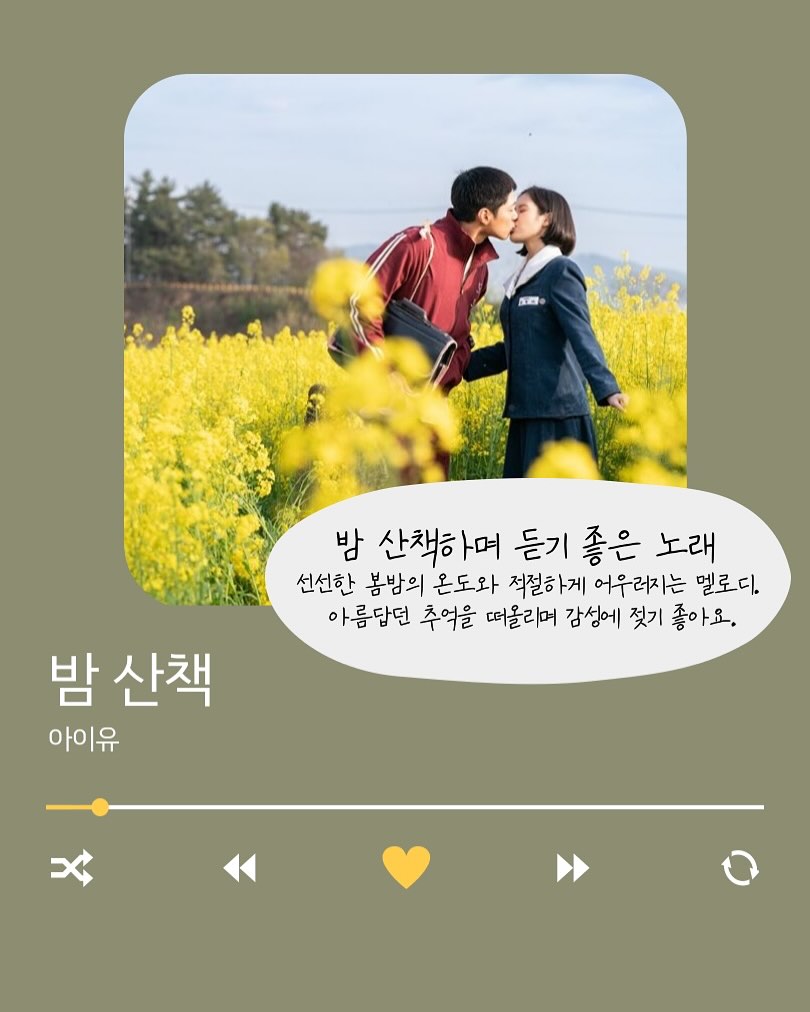 밤 산책하며 듣기 좋은 노래
선선한 봄밤의 온도와 적절하게 어우러지는 멜로디.
아름답던 추억을 떠올리며 감성에 젖기 좋아요.
밤 산책
아이유